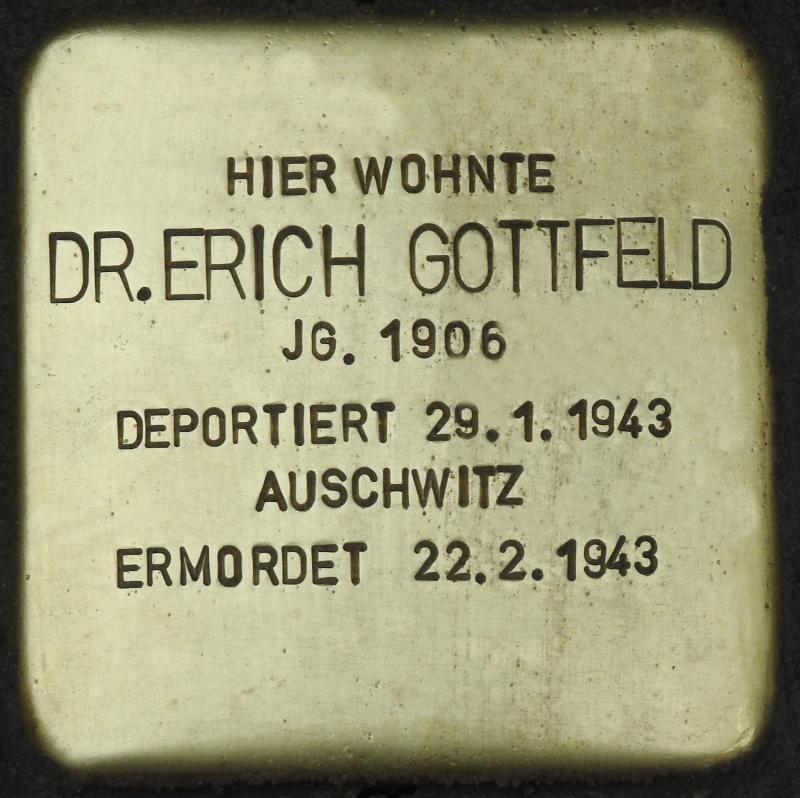 HIER WOHNTE
DR. ERICH GOTTFELD
JG. 1906
DEPORTIERT 29.1.1943
AUSCHWITZ
ERMORDET 22.2.1943